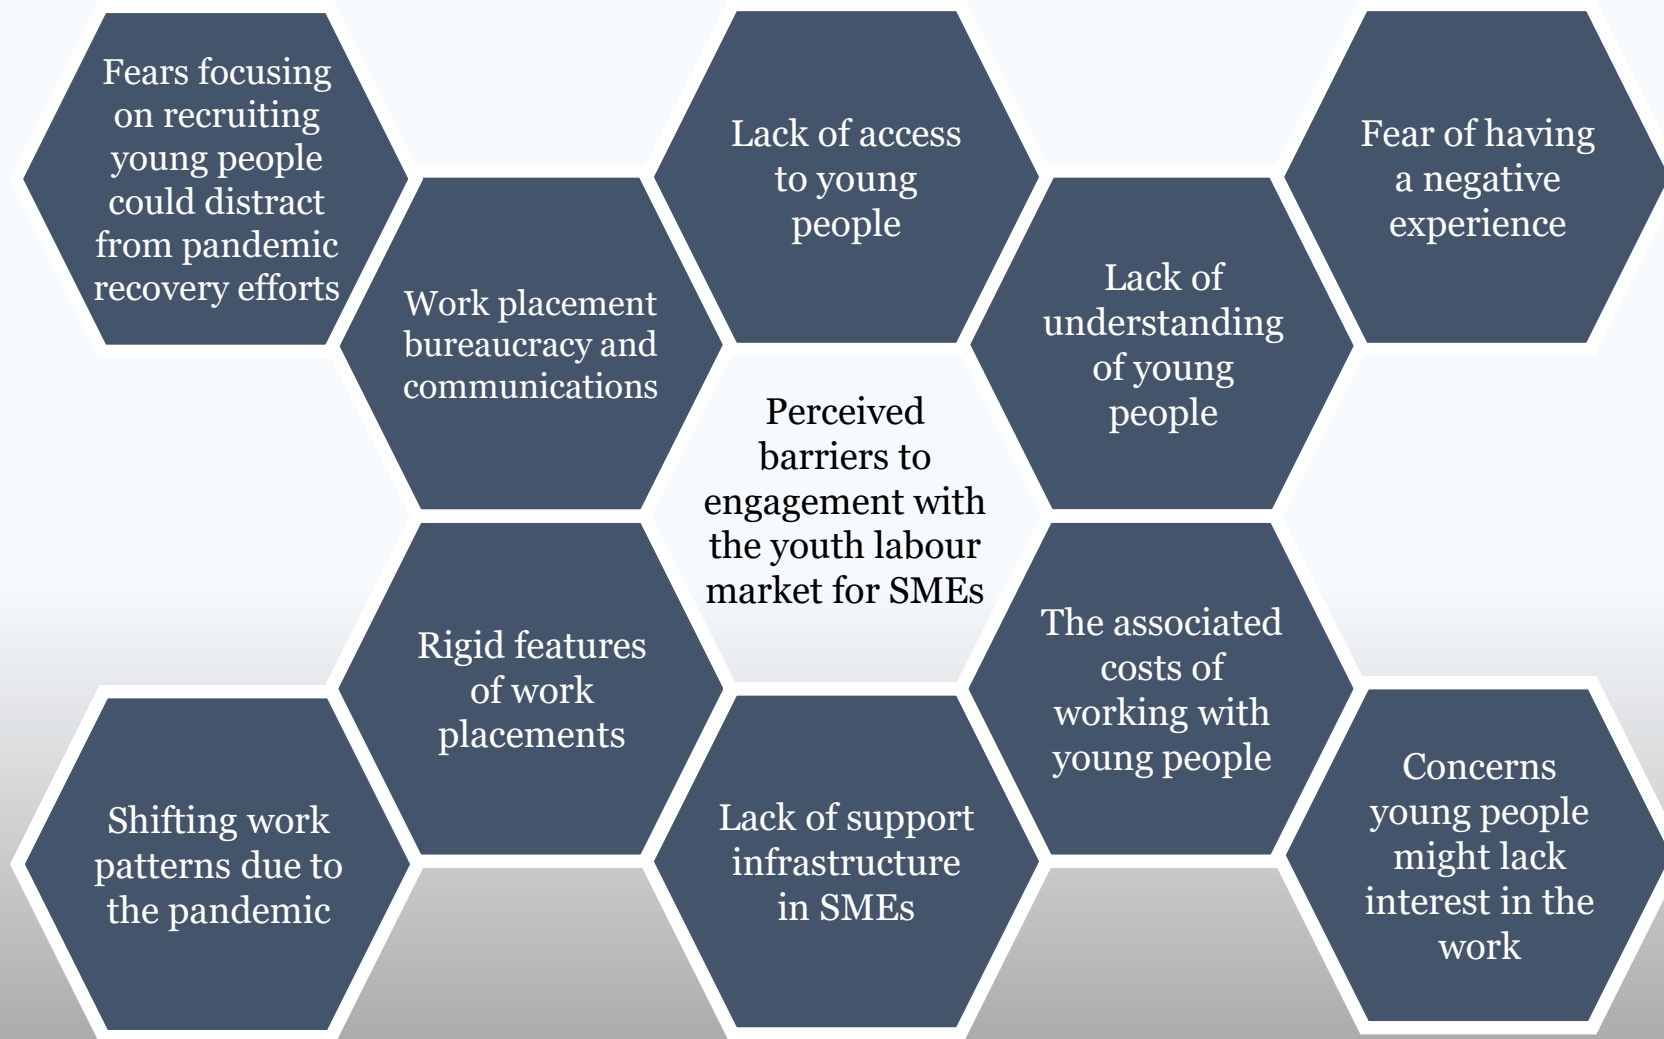 Fears focusing
on recruiting
young people
could distract
from pandemic
recovery efforts
Work placement
bureaucracy and
communications
Lack of access
to young
people
Lack of
understanding
of young
people
Fear of having
a negative
experience
Perceived
barriers to
engagement with
the youth labour
market for SMEs
Shifting work
patterns due to
the pandemic
Rigid features
of work
placements
Lack of support
infrastructure
in SMEs
The associated
costs of
working with
young people
Concerns
young people
might lack
interest in the
work